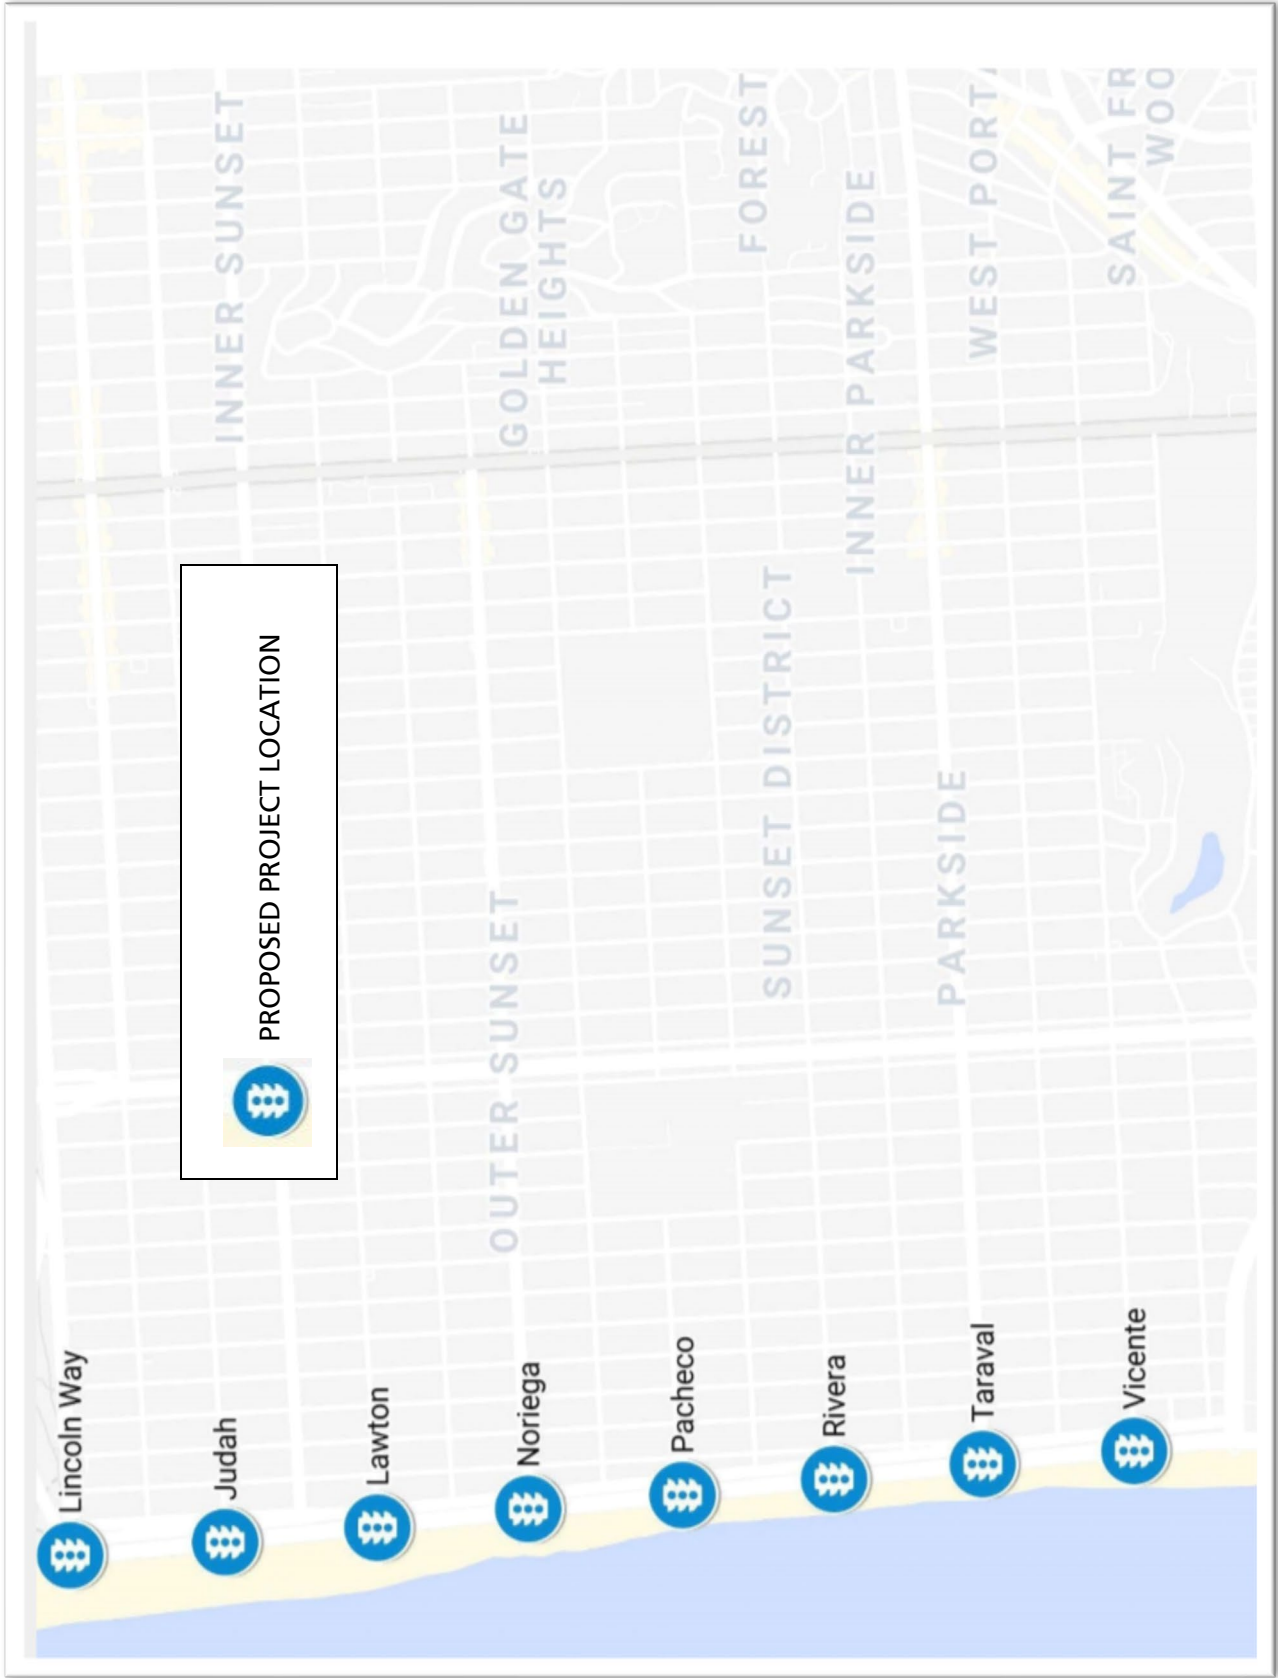 INNER SUNSET
GOLDEN GATE
HEIGHTS
FOREST
INNER PARKSIDE
WEST PORTA
SAINT FR
WOO
PROPOSED PROJECT LOCATION
OUTER SUNSET
SUNSET DISTRICT
PARKSIDE
Lincoln Way
Judah
Lawton
Noriega
Pacheco
Rivera
Taraval
Vicente